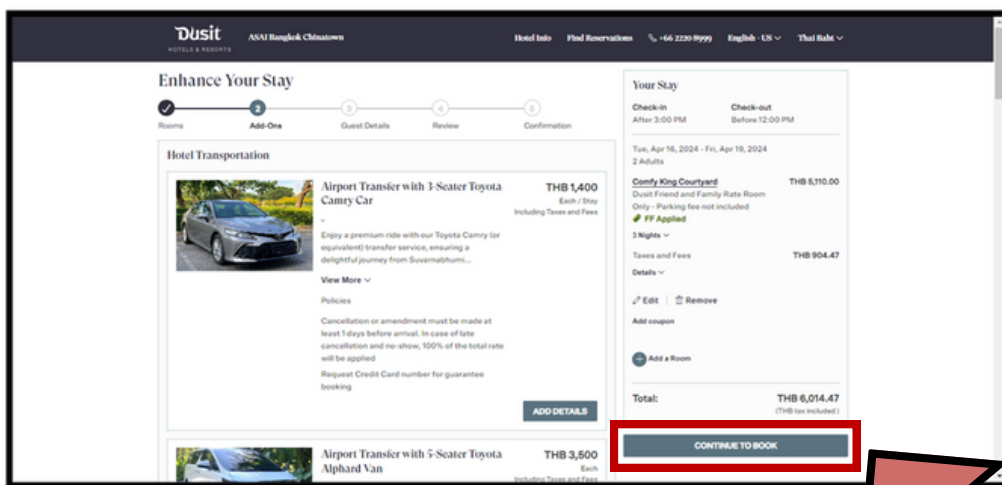 Dusit
HOTELS & RESORTS
ASAI Bangkok Chinatown
Hotel Info
Find Reservations
+66 2220 8999
English - US
Thai Baht
Enhance Your Stay
2
3
4
5
Rooms
Add-Ons
Guest Details
Review
Confirmation
Hotel Transportation
Airport Transfer with 3-Seater Toyota
Camry Car
THB 1,400
Each / Stay
Including Taxes and Fees
-
Enjoy a premium ride with our Toyota Camry (or
equivalent) transfer service, ensuring a
delightful journey from Suvarnabhumi...
View More
Policies
Cancellation or amendment must be made at
least 1 days before arrival. In case of late
cancellation and no-show, 100% of the total rate
will be applied
Request Credit Card number for guarantee
booking
ADD DETAILS
Airport Transfer with 5-Seater Toyota
Alphard Van
THB 3,500
Each
Including Taxes and Fees
Your Stay
Check-in
After 3:00 PM
Check-out
Before 12:00 PM
Tue, Apr 16, 2024 - Fri, Apr 19, 2024
2 Adults
Comfy King Courtyard
THB 5,110.00
Dusit Friend and Family Rate Room
Only - Parking fee not included
FF Applied
3 Nights
Taxes and Fees
THB 904.47
Details
Edit
Remove
Add coupon
Add a Room
Total:
THB 6,014.47
(THB tax included)
CONTINUE TO BOOK